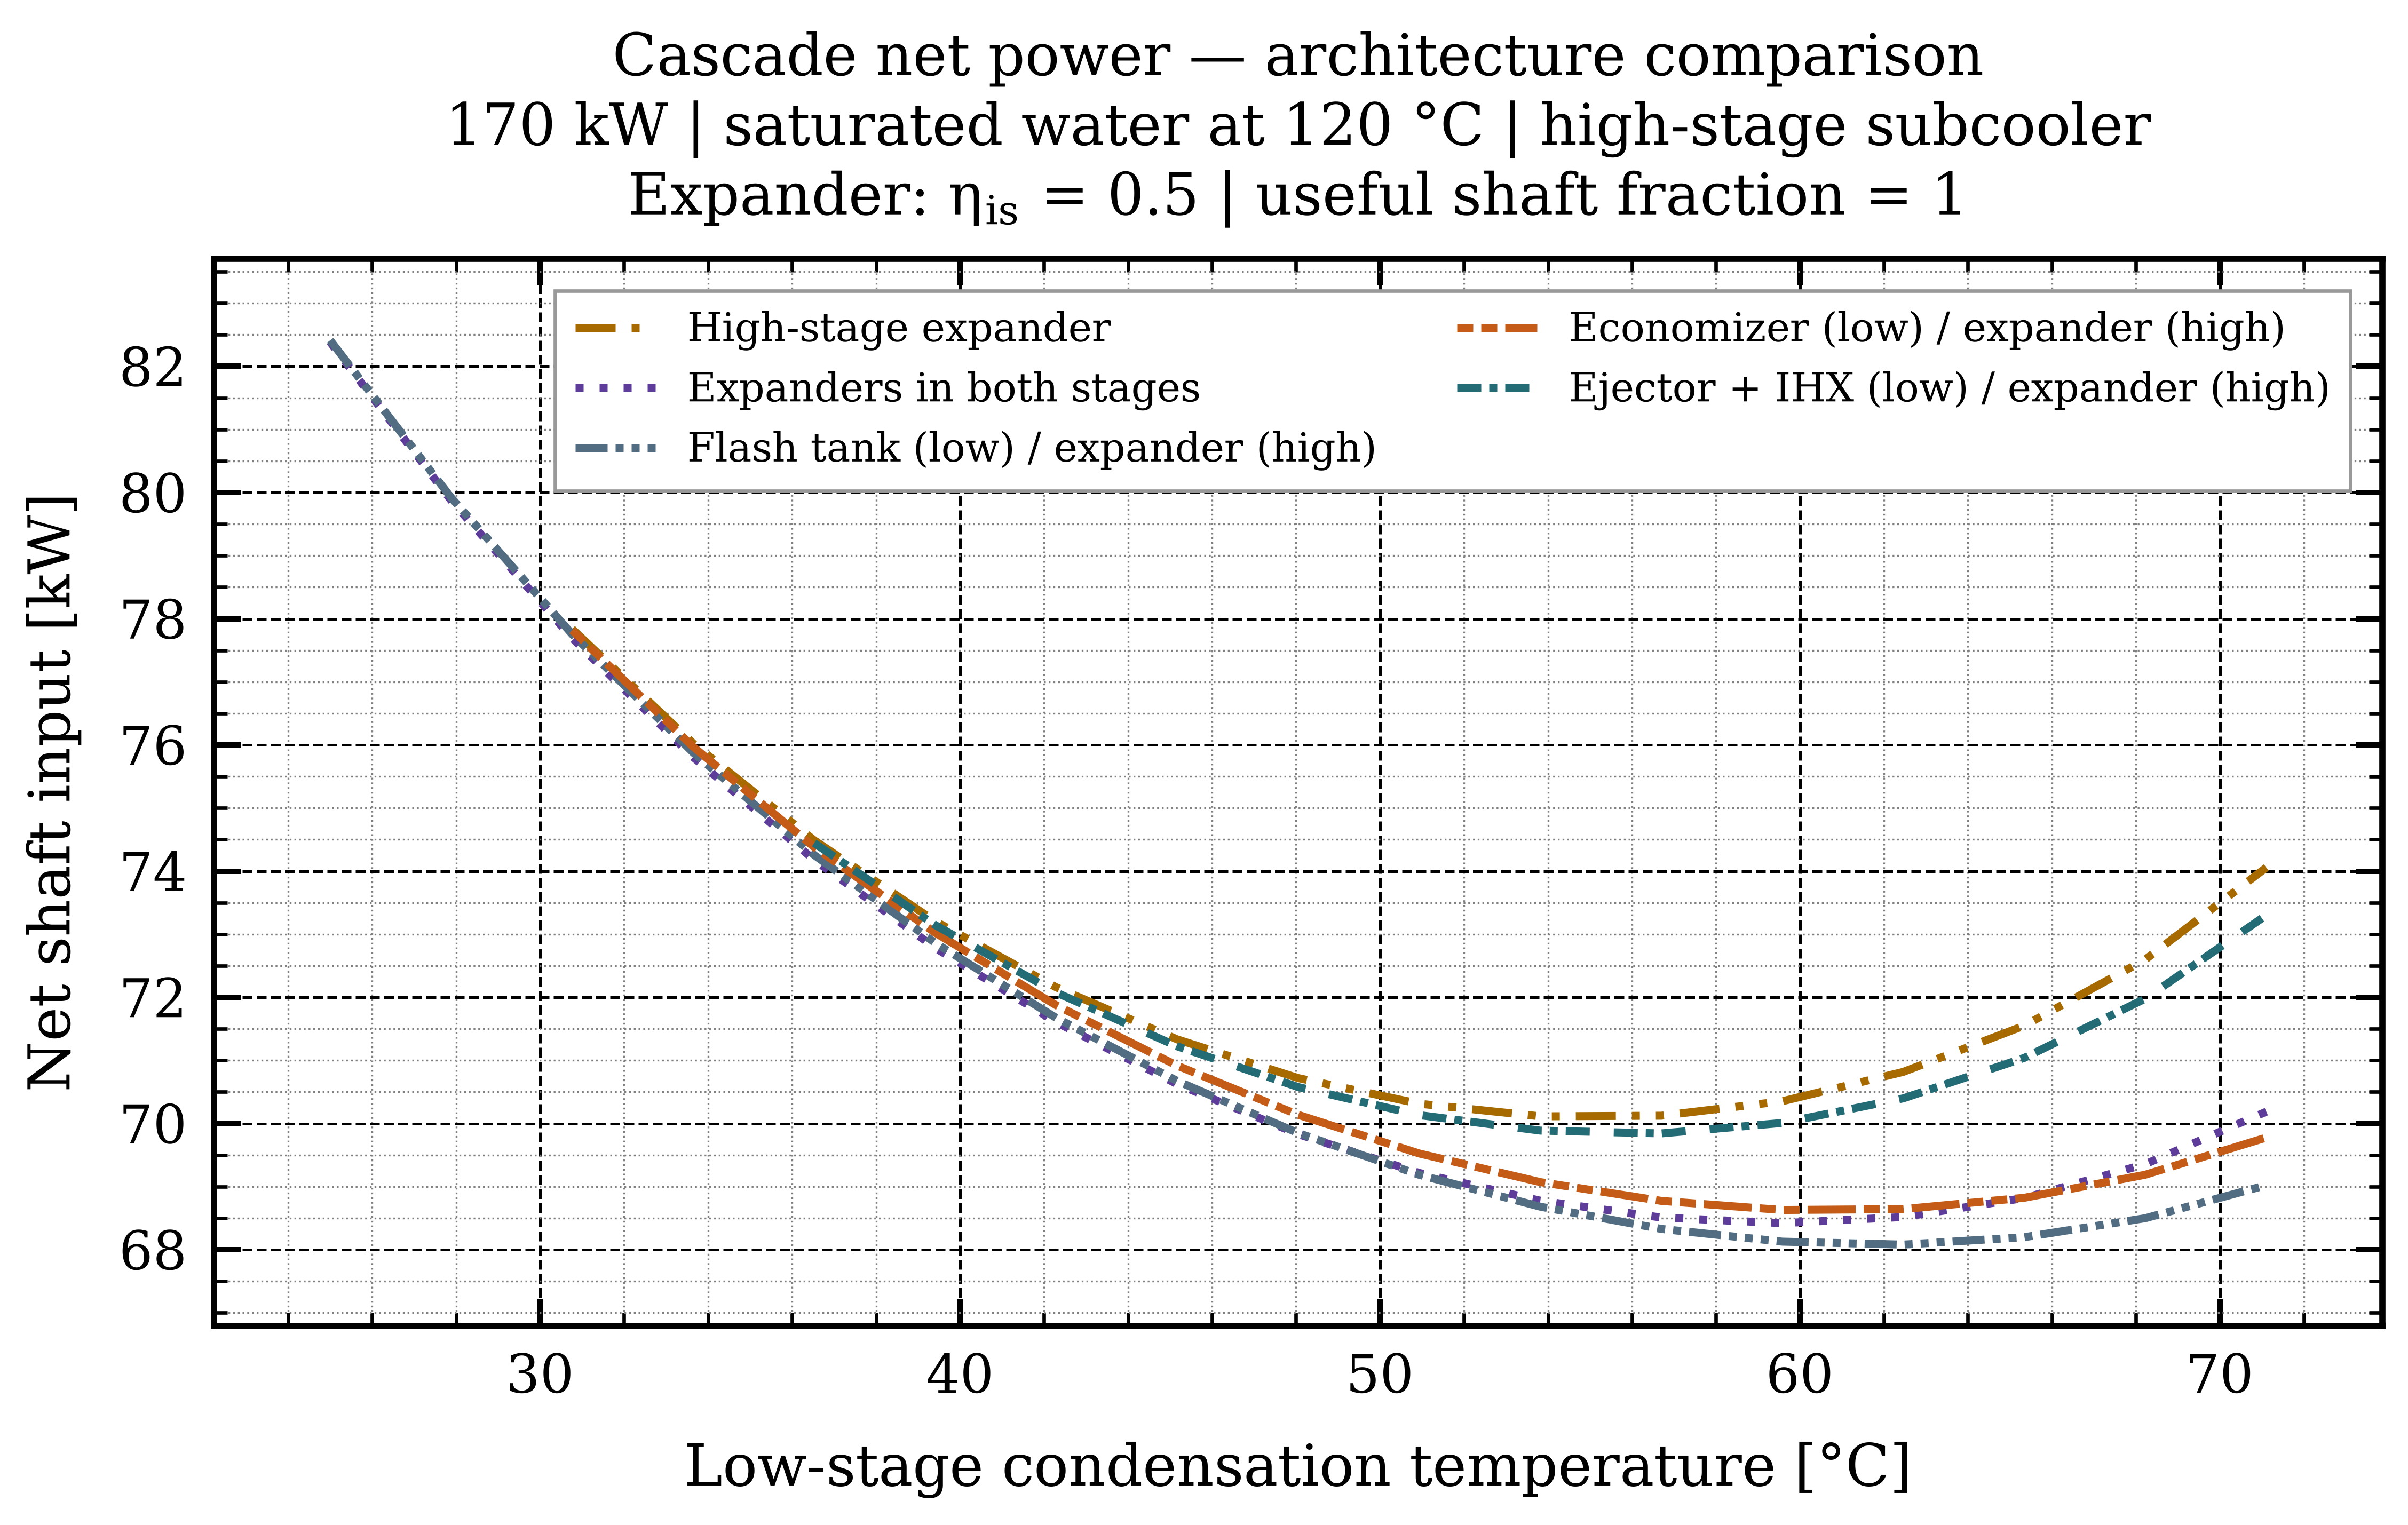 Cascade net power — architecture comparison
170 kW | saturated water at 120 °C | high-stage subcooler
Expander: ηis = 0.5 | useful shaft fraction = 1
High-stage expander
Expanders in both stages
Flash tank (low) / expander (high)
Economizer (low) / expander (high)
Ejector + IHX (low) / expander (high)
Net shaft input [kW]
82
80
78
76
74
72
70
68
30 40 50 60 70
Low-stage condensation temperature [°C]